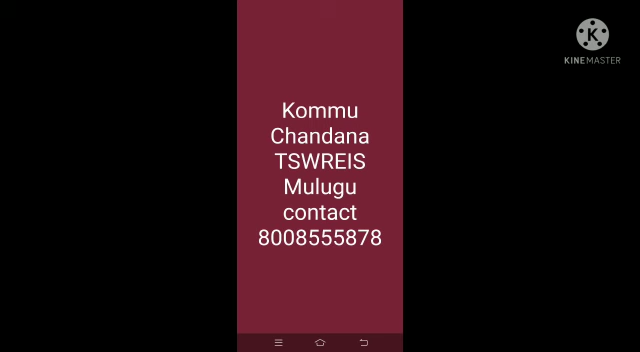 Kommu
Chandana
TSWREIS
Mulugu
contact
8008555878
K
KINEMASTER